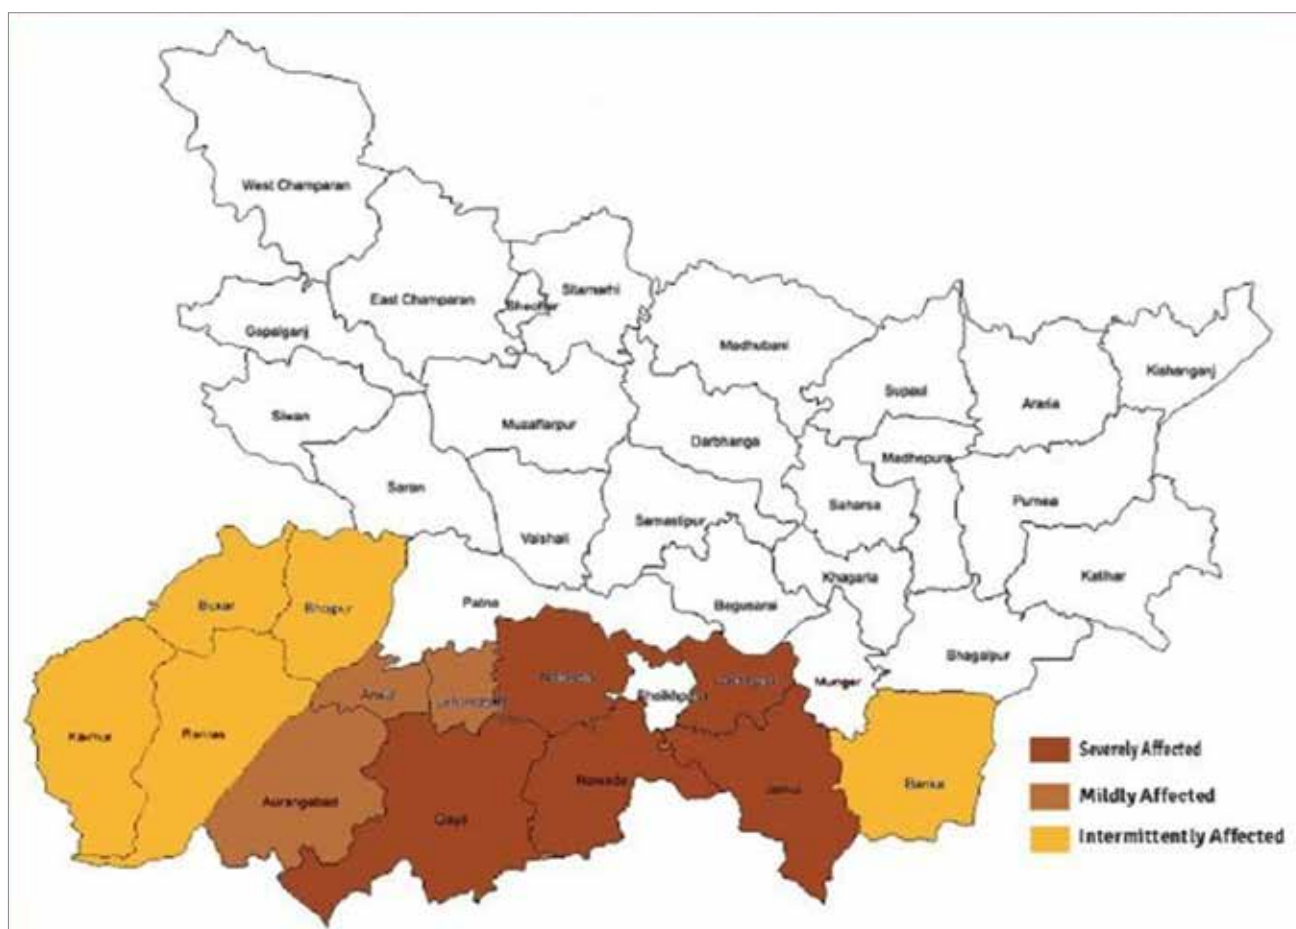 West Champaran
East Champaran
Sheohar
Sitamarhi
Gopalganj
Madhubani
Kishanganj
Siwan
Supaul
Araria
Muzaffarpur
Darbhanga
Madhepura
Saran
Saharsa
Purnea
Samastipur
Vaishali
Khagaria
Katihar
Buxar
Bhojpur
Patna
Begusarai
Bhagalpur
Munger
Arwal
Sheikhpura
Kaimur
Rohtas
Aurangabad
Gaya
Nawada
Jamui
Banka
Severely Affected
Mildly Affected
Intermittently Affected